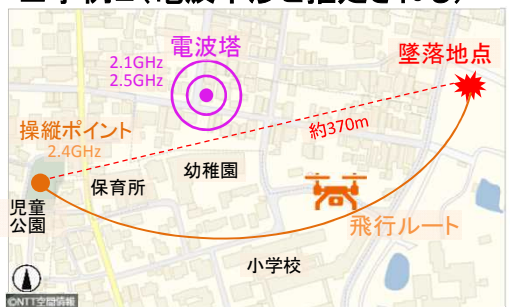 電波塔
2.1GHz
2.5GHz
墜落地点
約370m
操縦ポイント
2.4GHz
幼稚園
保育所
児童
公園
飛行ルート
小学校
©NTT空間情報